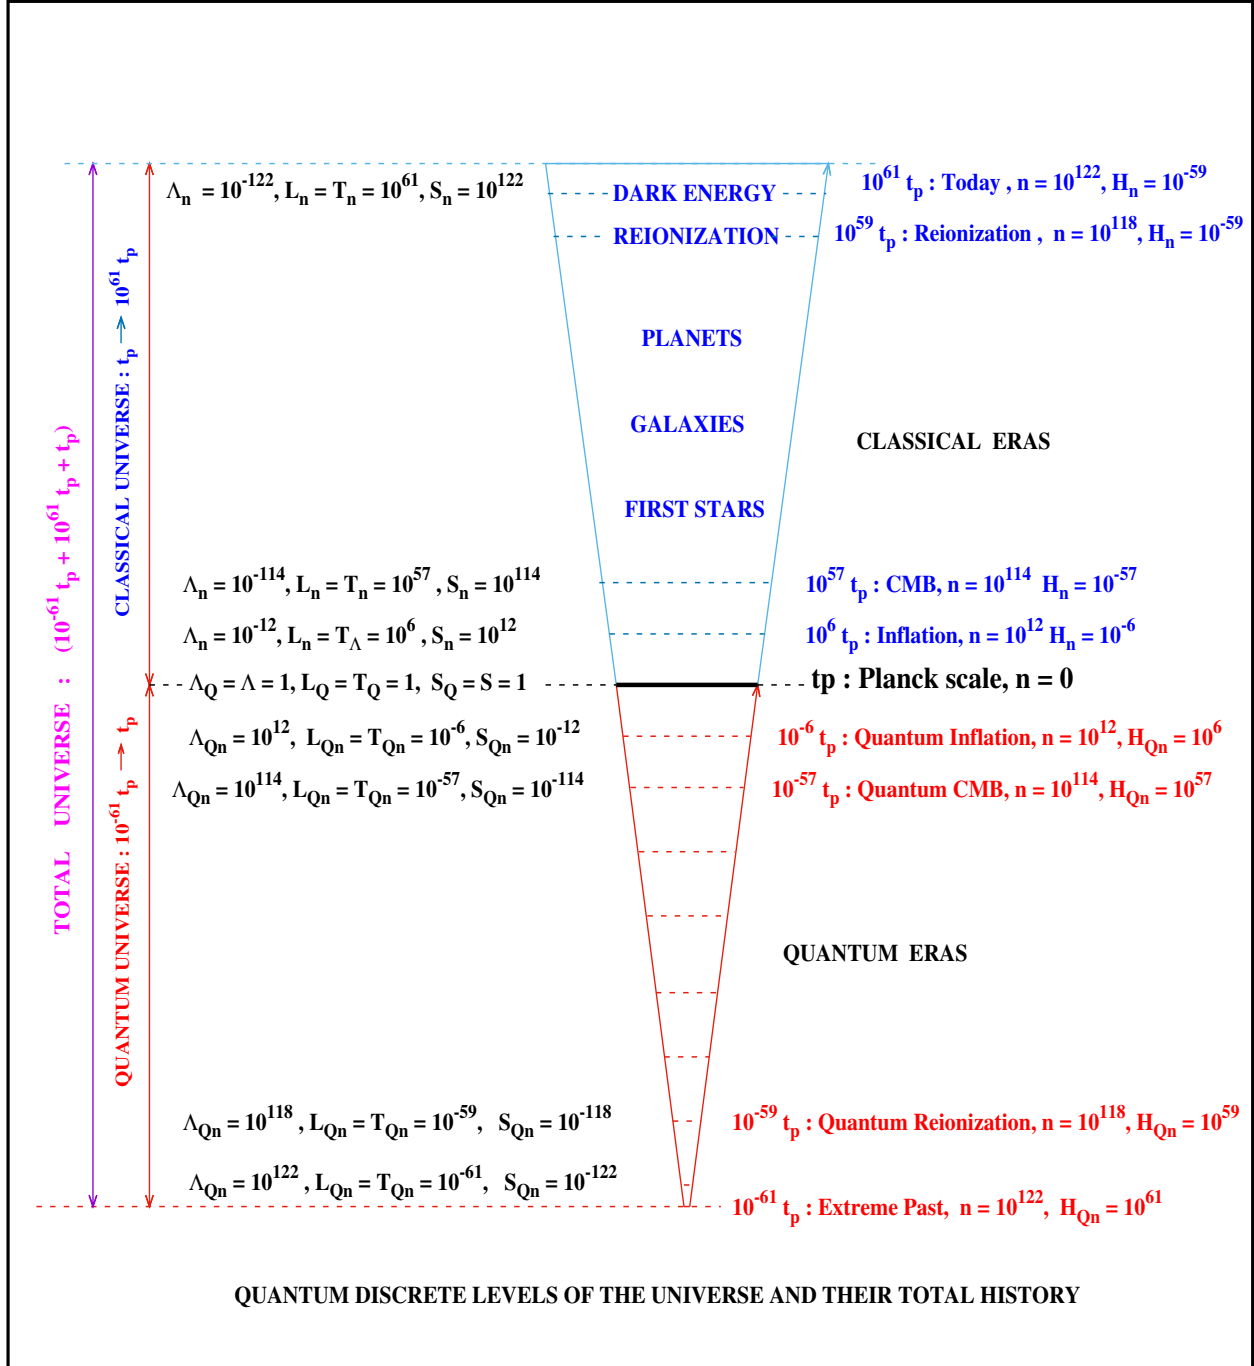 Λn = 10^-122, Ln = Tn = 10^61, Sn = 10^122
DARK ENERGY
10^61 tp : Today , n = 10^122, Hn = 10^-59
REIONIZATION
10^59 tp : Reionization , n = 10^118, Hn = 10^-59
PLANETS
GALAXIES
CLASSICAL ERAS
FIRST STARS
Λn = 10^-114, Ln = Tn = 10^57 , Sn = 10^114
10^57 tp : CMB, n = 10^114 Hn = 10^-57
Λn = 10^-12, Ln = TΛ = 10^6 , Sn = 10^12
10^6 tp : Inflation, n = 10^12 Hn = 10^-6
ΛQ = Λ = 1, LQ = TQ = 1, SQ = S = 1
tp : Planck scale, n = 0
ΛQn = 10^12, LQn = TQn = 10^-6, SQn = 10^-12
10^-6 tp : Quantum Inflation, n = 10^12, HQn = 10^6
ΛQn = 10^114, LQn = TQn = 10^-57, SQn = 10^-114
10^-57 tp : Quantum CMB, n = 10^114, HQn = 10^57
QUANTUM ERAS
ΛQn = 10^118 , LQn = TQn = 10^-59, SQn = 10^-118
10^-59 tp : Quantum Reionization, n = 10^118, HQn = 10^59
ΛQn = 10^122 , LQn = TQn = 10^-61, SQn = 10^-122
10^-61 tp : Extreme Past, n = 10^122, HQn = 10^61
TOTAL UNIVERSE : (10^-61 tp + 10^61 tp + tp)
CLASSICAL UNIVERSE : tp → 10^61 tp
QUANTUM UNIVERSE : 10^-61 tp → tp
QUANTUM DISCRETE LEVELS OF THE UNIVERSE AND THEIR TOTAL HISTORY